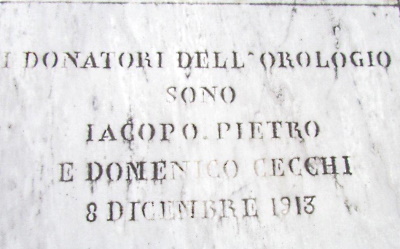 I DONATORI DELL'OROLOGIO
SONO
IACOPO. PIETRO
E DOMENICO CECCHI
8 DICEMBRE 1913